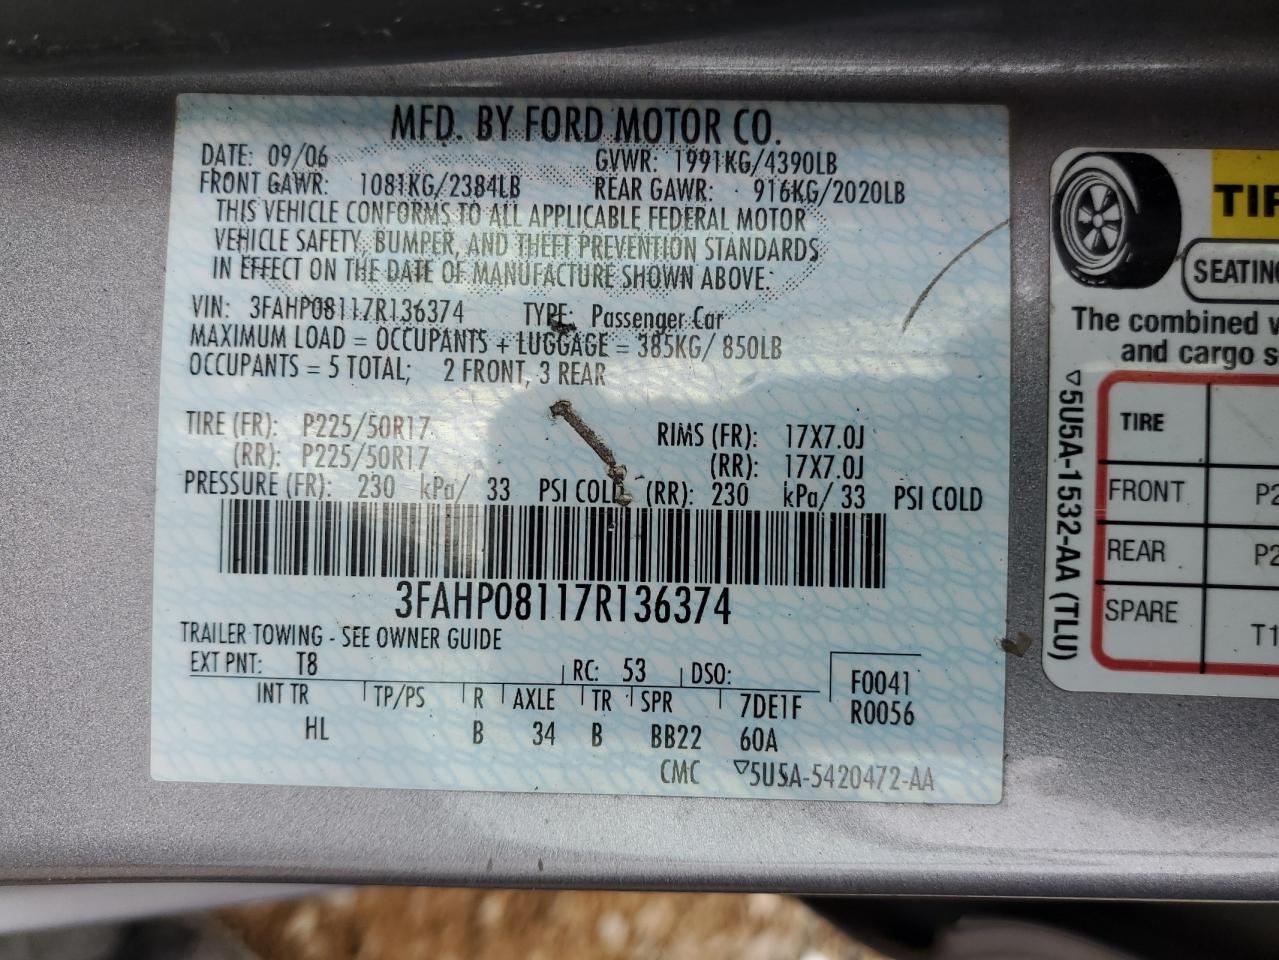 MFD. BY FORD MOTOR CO.
DATE: 09/06 GVWR: 1991KG/4390LB
FRONT GAWR: 1081KG/2384LB REAR GAWR: 916KG/2020LB
THIS VEHICLE CONFORMS TO ALL APPLICABLE FEDERAL MOTOR
VEHICLE SAFETY, BUMPER, AND THEFT PREVENTION STANDARDS
IN EFFECT ON THE DATE OF MANUFACTURE SHOWN ABOVE.
VIN: 3FAHP08117R136374 TYPE: Passenger Car
MAXIMUM LOAD = OCCUPANTS + LUGGAGE = 385KG/ 850LB
OCCUPANTS = 5 TOTAL; 2 FRONT, 3 REAR
TIRE (FR): P225/50R17 RIMS (FR): 17X7.0J
(RR): P225/50R17 (RR): 17X7.0J
PRESSURE (FR): 230 kPa/ 33 PSI COLD (RR): 230 kPa/ 33 PSI COLD
3FAHP08117R136374
TRAILER TOWING - SEE OWNER GUIDE
EXT PNT: T8 RC: 53 DSO: F0041
INT TR TP/PS R AXLE TR SPR 7DE1F R0056
HL B 34 B BB22 60A
CMC ▽5U5A-5420472-AA
TIR
SEATING
The combined w
and cargo s
TIRE
FRONT P2
REAR P2
SPARE T1
▽5U5A-1532-AA (TLU)